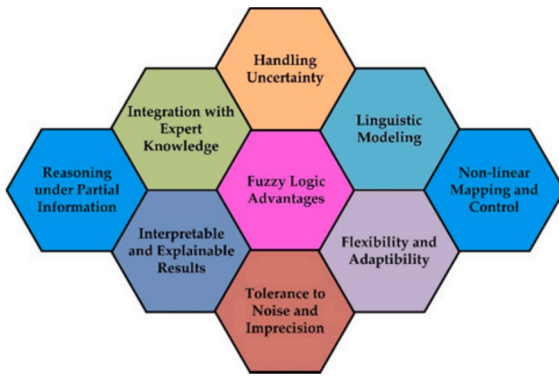 Handling
Uncertainty
Integration with
Expert
Knowledge
Linguistic
Modeling
Reasoning
under Partial
Information
Fuzzy Logic
Advantages
Non-linear
Mapping and
Control
Interpretable
and Explainable
Results
Flexibility and
Adaptibility
Tolerance to
Noise and
Imprecision